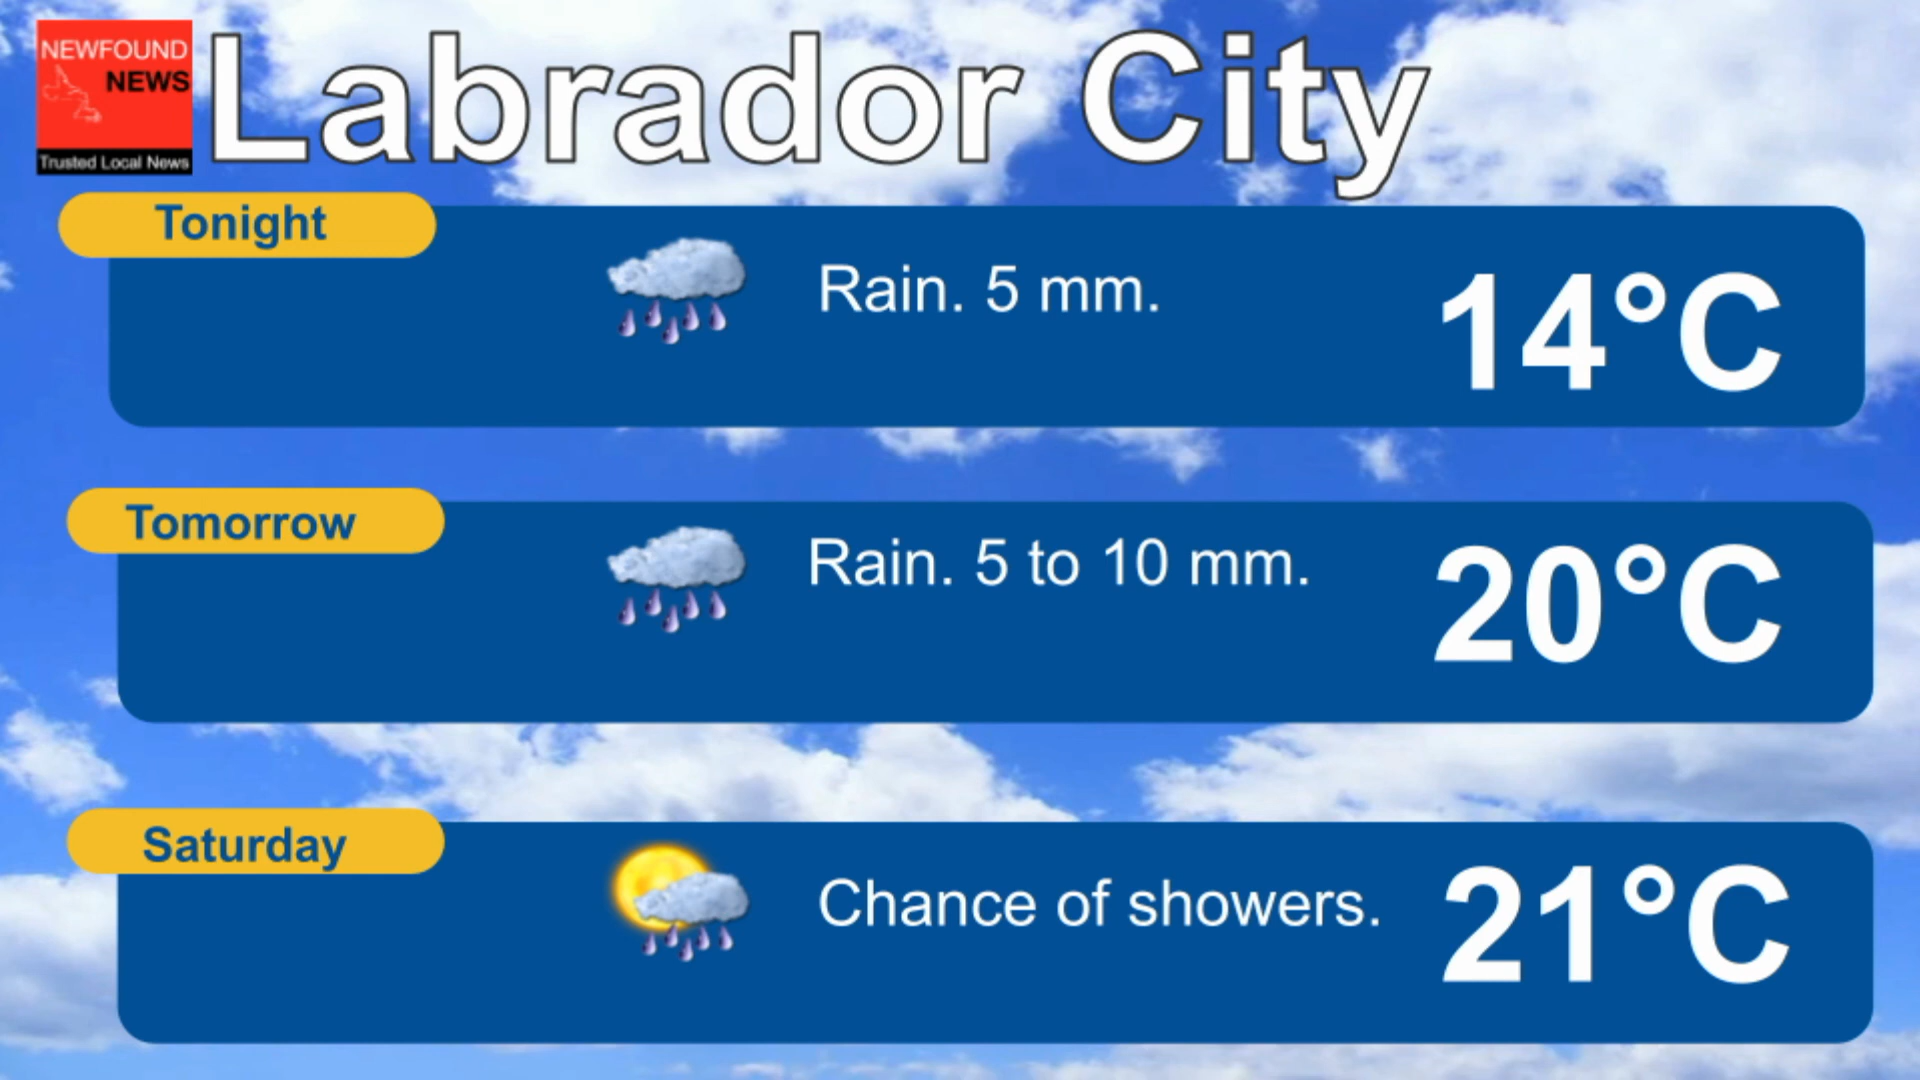 NEWFOUND
NEWS
Trusted Local News
Labrador City
Tonight
Rain. 5 mm.
14°C
Tomorrow
Rain. 5 to 10 mm.
20°C
Saturday
Chance of showers.
21°C